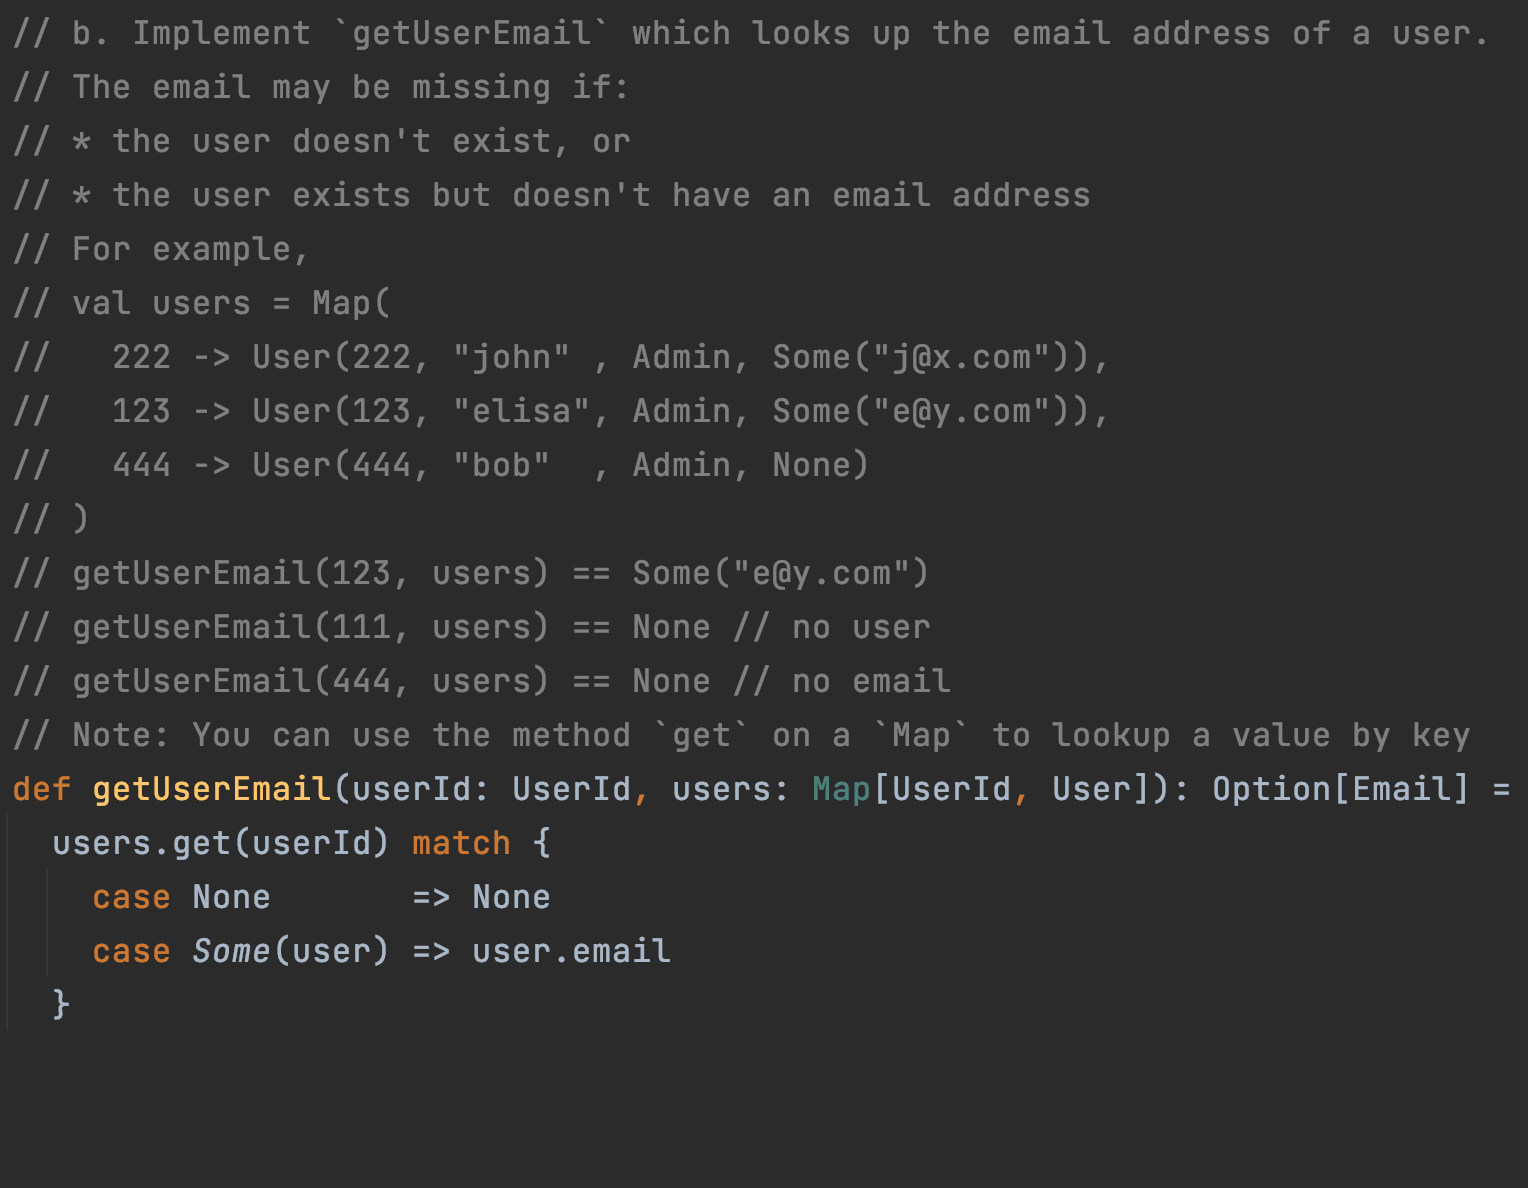 // b. Implement `getUserEmail` which looks up the email address of a user.
// The email may be missing if:
// * the user doesn't exist, or
// * the user exists but doesn't have an email address
// For example,
// val users = Map(
//   222 -> User(222, "john" , Admin, Some("j@x.com")),
//   123 -> User(123, "elisa", Admin, Some("e@y.com")),
//   444 -> User(444, "bob"  , Admin, None)
// )
// getUserEmail(123, users) == Some("e@y.com")
// getUserEmail(111, users) == None // no user
// getUserEmail(444, users) == None // no email
// Note: You can use the method `get` on a `Map` to lookup a value by key
def getUserEmail(userId: UserId, users: Map[UserId, User]): Option[Email] =
  users.get(userId) match {
    case None       => None
    case Some(user) => user.email
  }